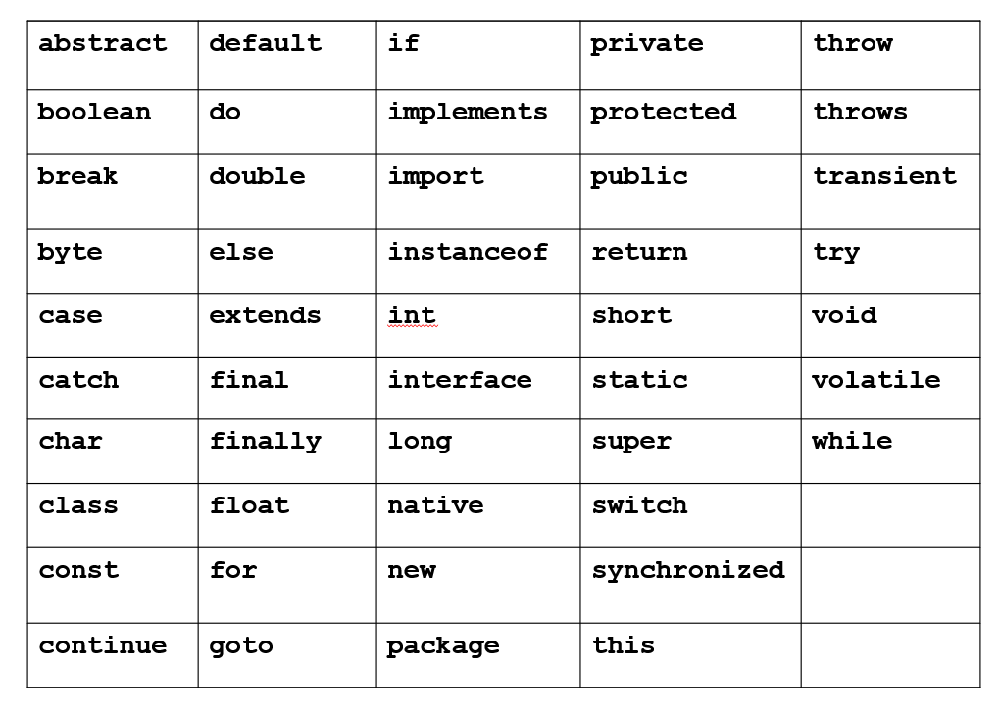 abstract default if private throw
boolean do implements protected throws
break double import public transient
byte else instanceof return try
case extends int short void
catch final interface static volatile
char finally long super while
class float native switch
const for new synchronized
continue goto package this